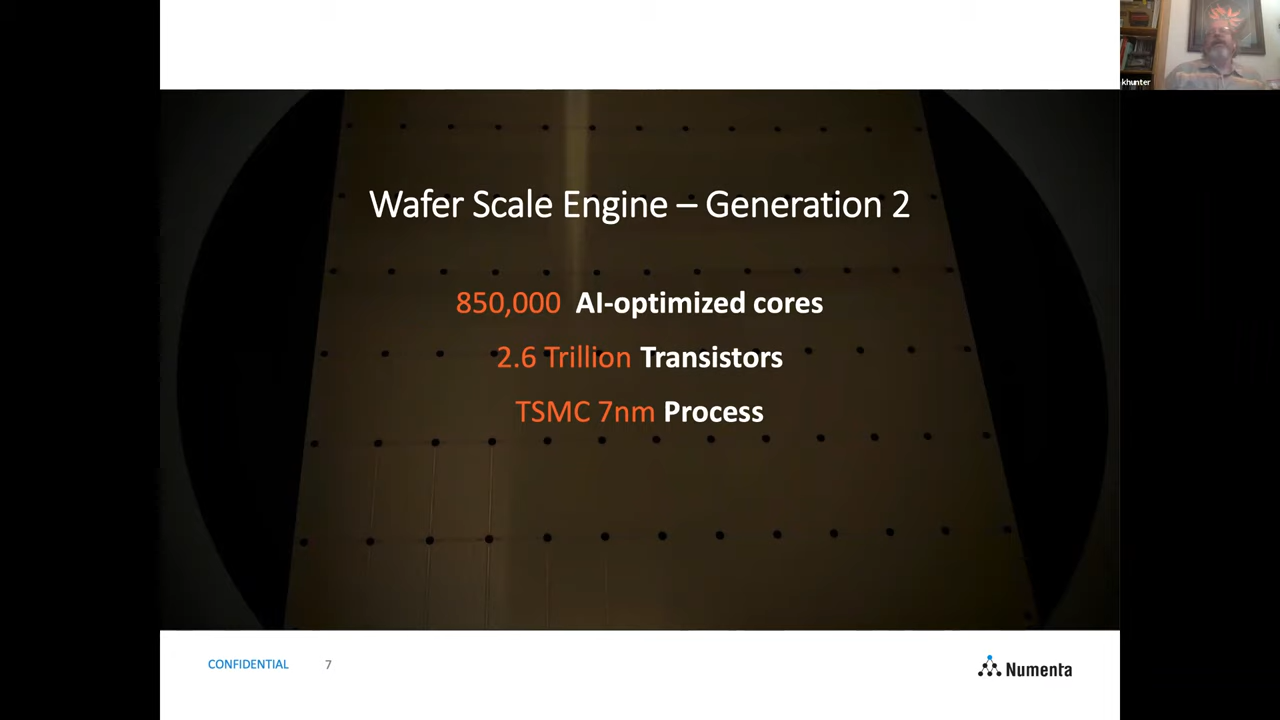 khunter
Wafer Scale Engine – Generation 2
850,000 AI-optimized cores
2.6 Trillion Transistors
TSMC 7nm Process
CONFIDENTIAL 7
Numenta